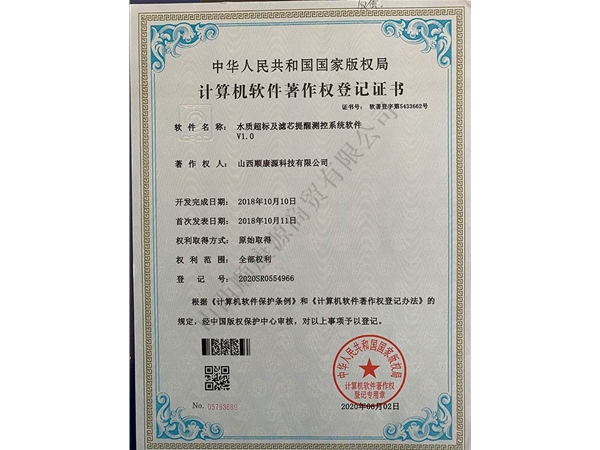 中华人民共和国国家版权局
计算机软件著作权登记证书
证书号： 软著登字第5433662号
软件名称： 水质超标及滤芯提醒测控系统软件
V1.0
著作权人： 山西顺康源科技有限公司
开发完成日期： 2018年10月10日
首次发表日期： 2018年10月11日
权利取得方式： 原始取得
权利范围： 全部权利
登记号： 2020SR0554966
根据《计算机软件保护条例》和《计算机软件著作权登记办法》的
规定，经中国版权保护中心审核，对以上事项予以登记。
中华人民共和国国家版权局
计算机软件著作权
登记专用章
No.
2020年06月02日